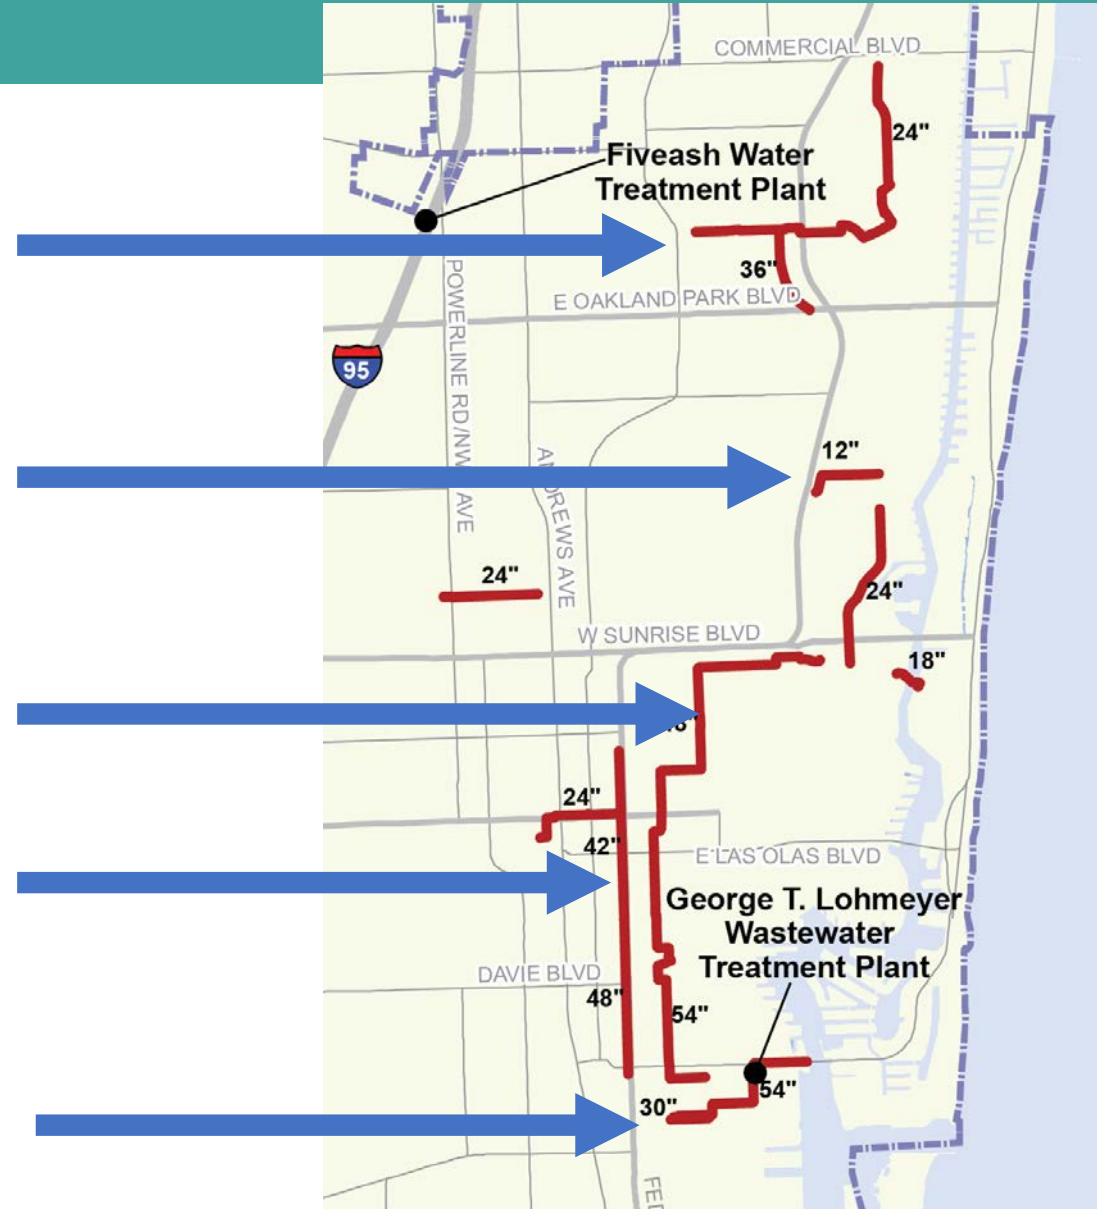 COMMERCIAL BLVD
24"
Fiveash Water
Treatment Plant
36"
E OAKLAND PARK BLVD
POWERLINE RD/NW
AVE
95
12"
ANDREWS AVE
24"
24"
W SUNRISE BLVD
18"
24"
42"
E LAS OLAS BLVD
George T. Lohmeyer
Wastewater
Treatment Plant
DAVIE BLVD
48"
54"
54"
30"